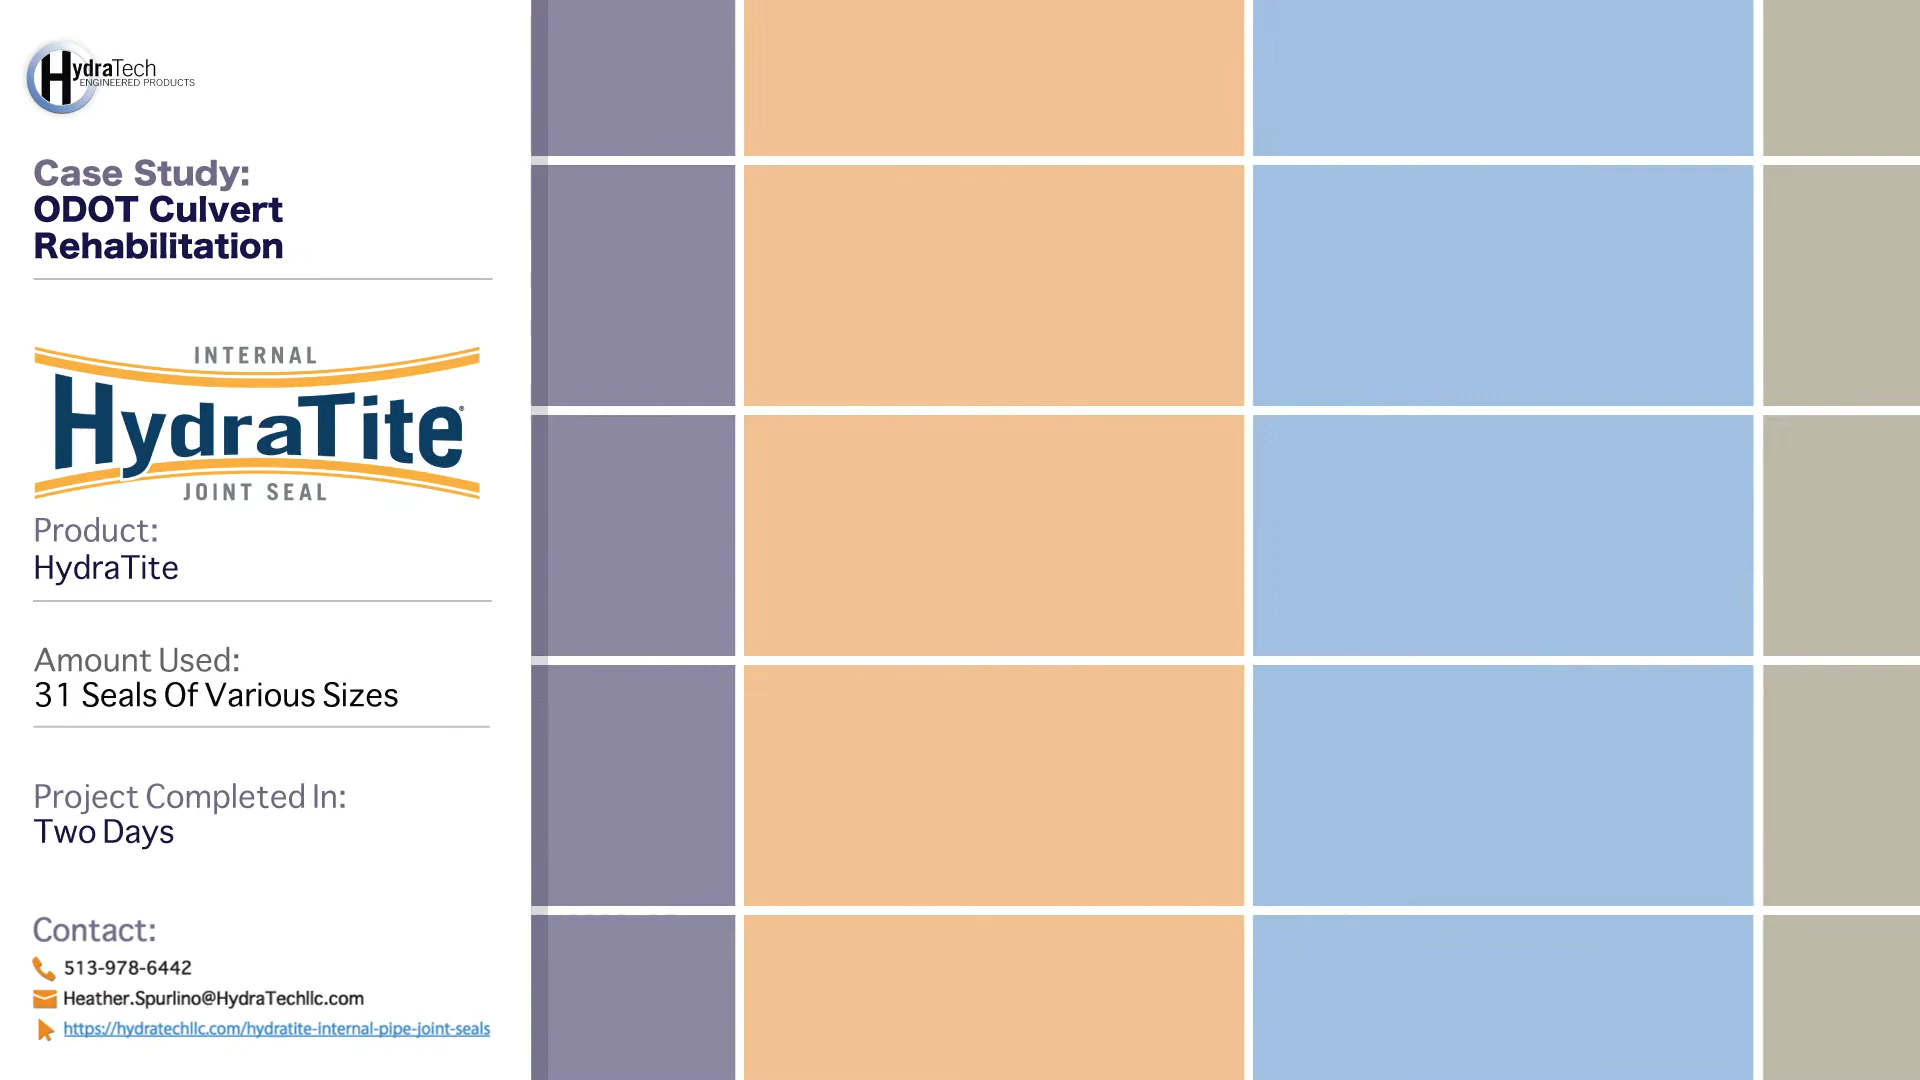 HydraTech
ENGINEERED PRODUCTS
Case Study:
ODOT Culvert
Rehabilitation
INTERNAL
HydraTite®
JOINT SEAL
Product:
HydraTite
Amount Used:
31 Seals Of Various Sizes
Project Completed In:
Two Days
Contact:
513-978-6442
Heather.Spurlino@HydraTechllc.com
https://hydratechllc.com/hydratite-internal-pipe-joint-seals